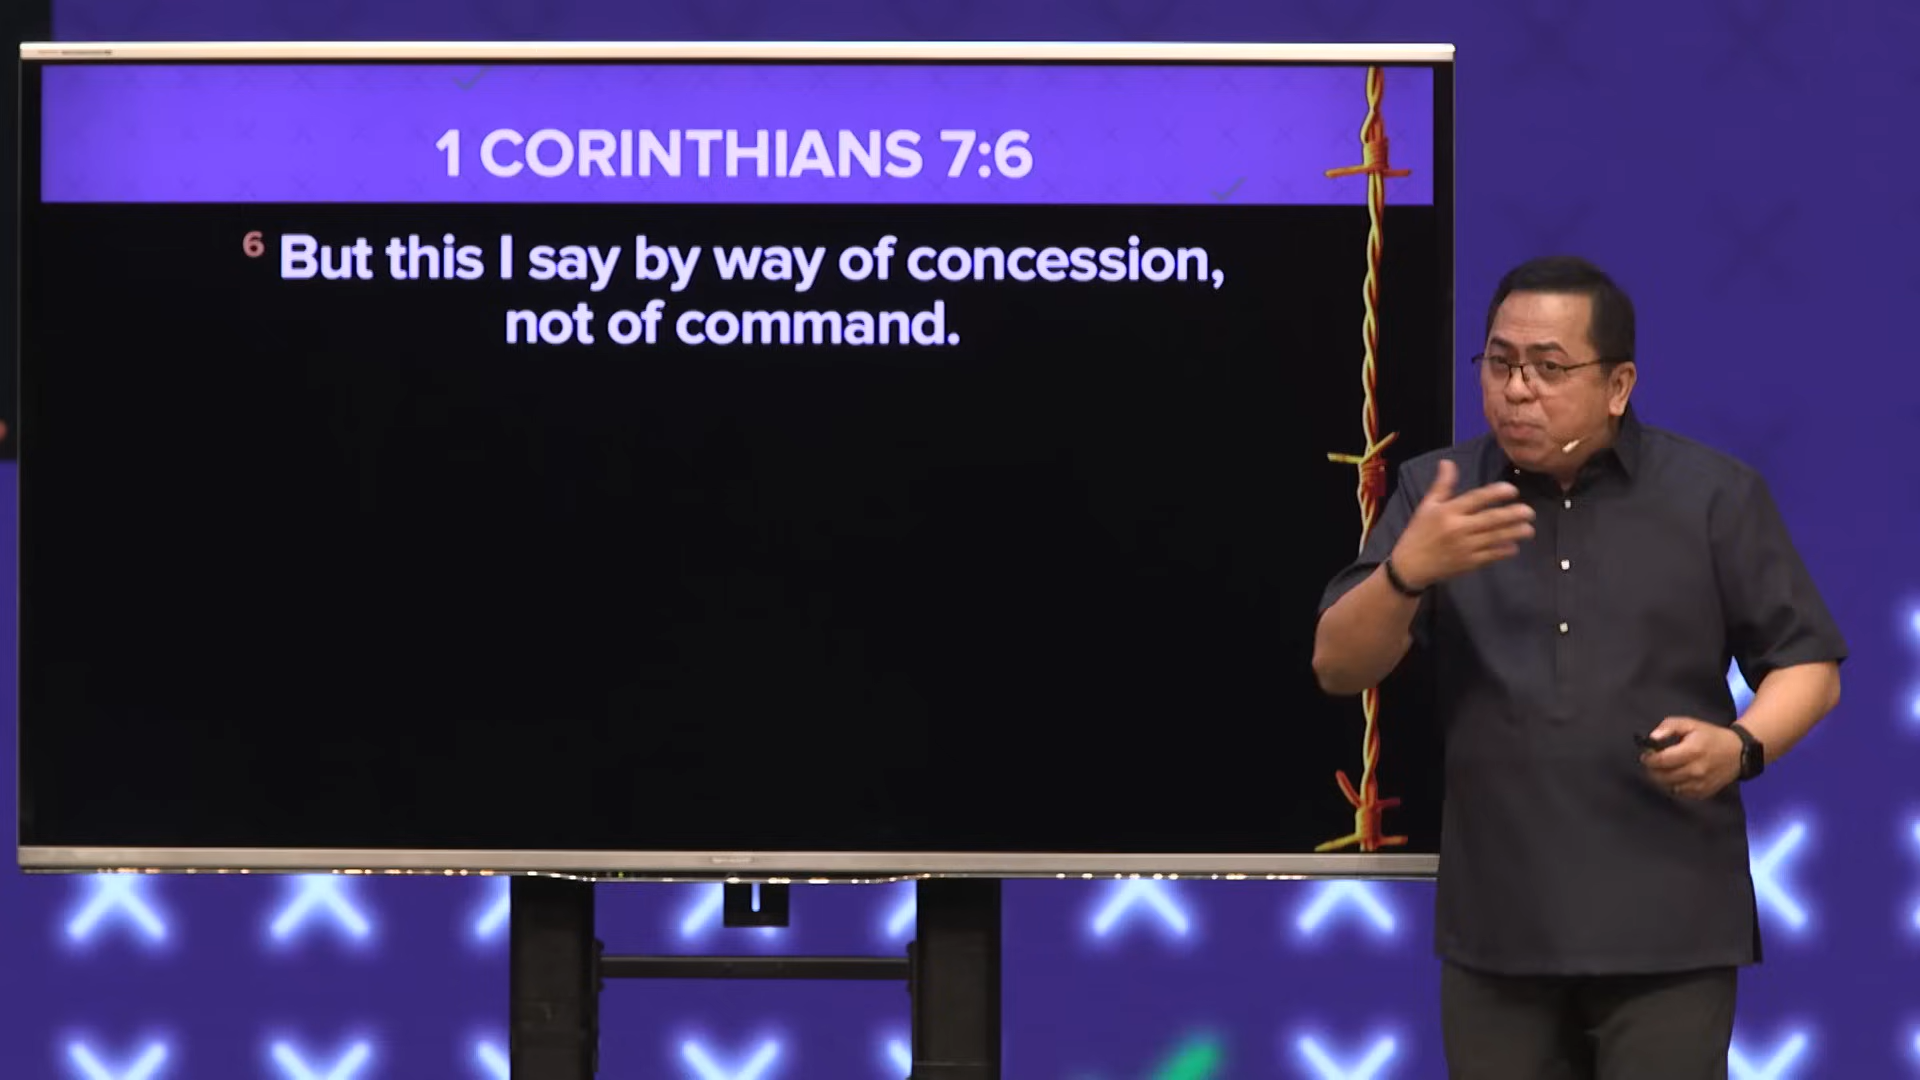 1 CORINTHIANS 7:6
6 But this I say by way of concession,
not of command.